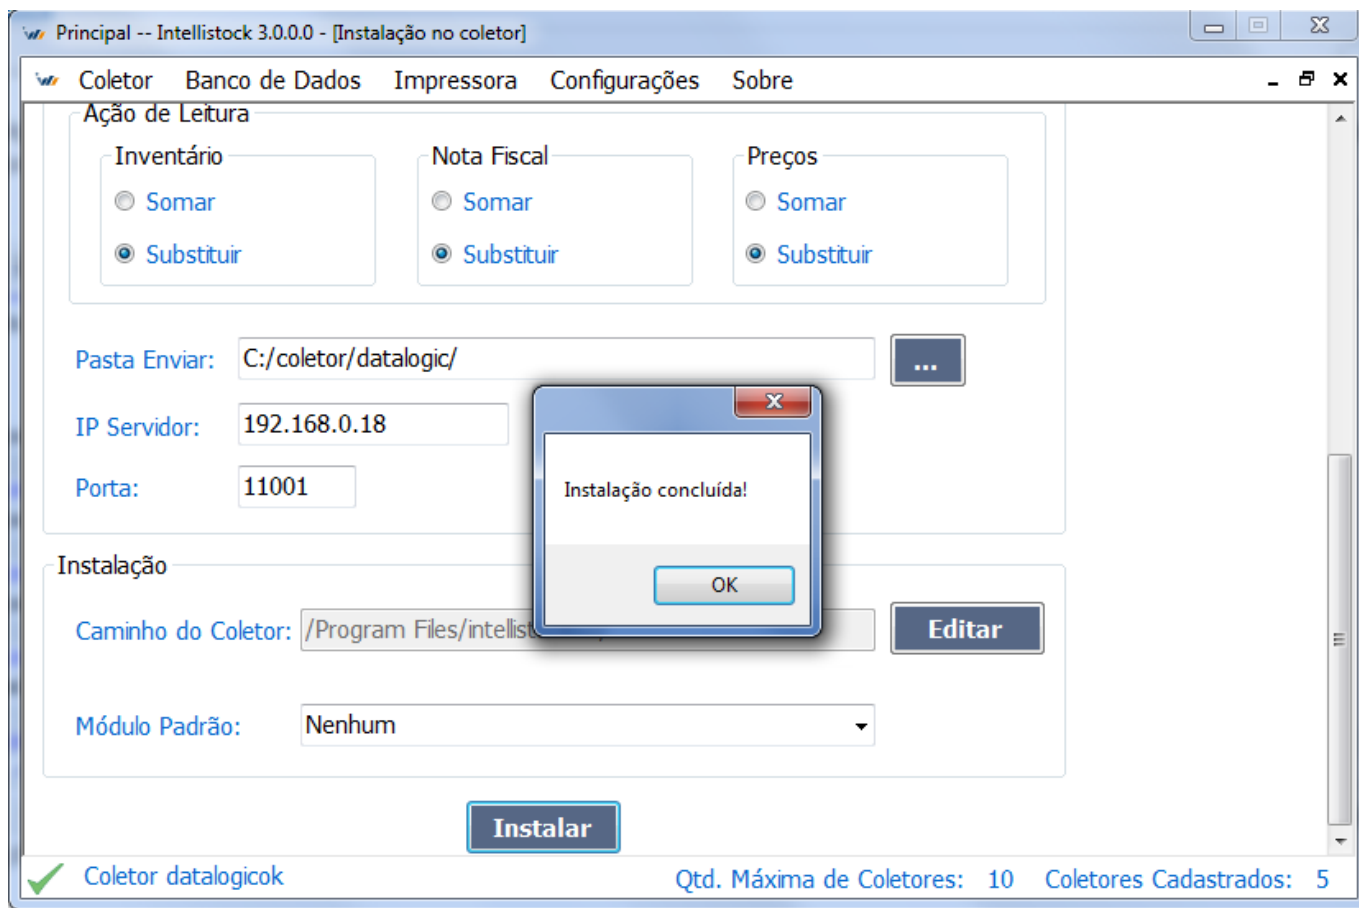 Principal -- Intellistock 3.0.0.0 - [Instalação no coletor]
Coletor Banco de Dados Impressora Configurações Sobre
Ação de Leitura
Inventário Nota Fiscal Preços
Somar Somar Somar
Substituir Substituir Substituir
Pasta Enviar: C:/coletor/datalogic/ ...
IP Servidor: 192.168.0.18
Porta: 11001
Instalação concluída!
OK
Instalação
Caminho do Coletor: /Program Files/intellist Editar
Módulo Padrão: Nenhum
Instalar
Coletor datalogicok Qtd. Máxima de Coletores: 10 Coletores Cadastrados: 5